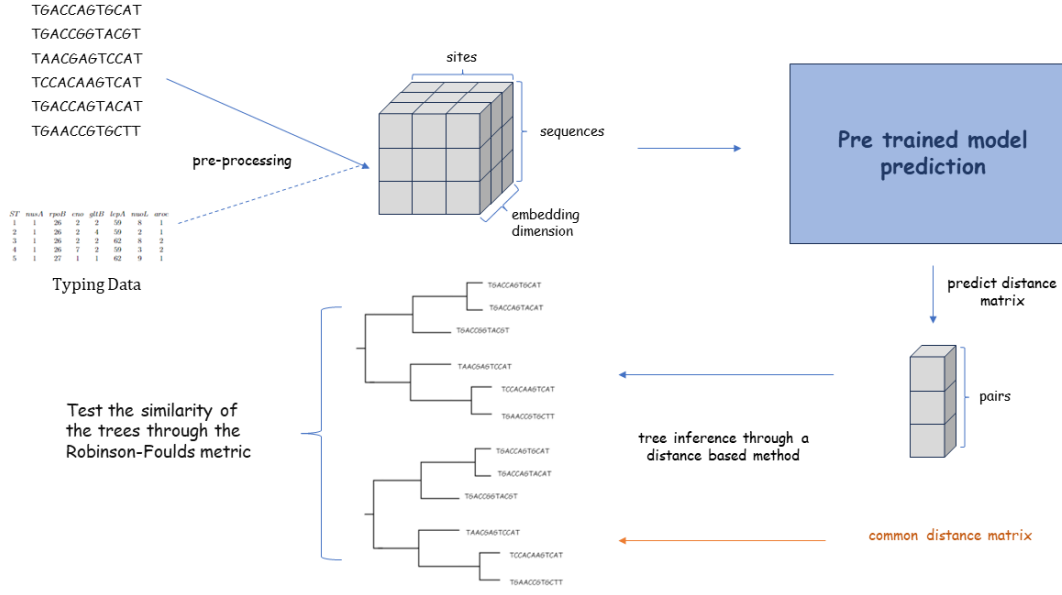 TGACCAGTGCAT
TGACCGGTACGT
TAACGAGTCCAT
TCCACAAGTCAT
TGACCAGTACAT
TGAACCGTGCTT
pre-processing
ST nusA rpoB eno gltB lepA nuoL aroc
1 1 26 2 2 59 8 1
2 1 26 2 4 59 2 1
3 1 26 2 2 62 8 2
4 1 26 7 2 59 3 2
5 1 27 1 1 62 9 1
Typing Data
sites
sequences
embedding
dimension
Pre trained model
prediction
predict distance
matrix
pairs
tree inference through a
distance based method
common distance matrix
TGACCAGTGCAT
TGACCAGTACAT
TGACCGGTACGT
TAACGAGTCCAT
TCCACAAGTCAT
TGAACCGTGCTT
TGACCAGTGCAT
TGACCAGTACAT
TGACCGGTACGT
TAACGAGTCCAT
TCCACAAGTCAT
TGAACCGTGCTT
Test the similarity of
the trees through the
Robinson-Foulds metric